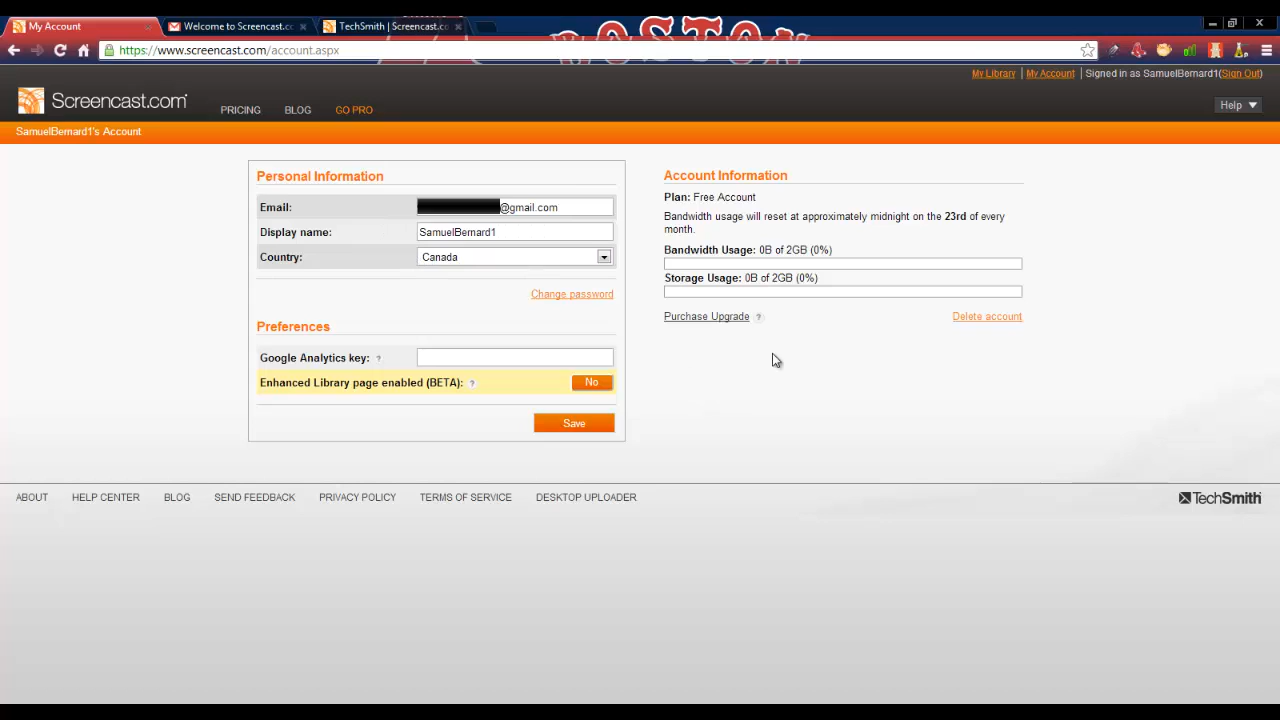 My Account
Welcome to Screencast.co
TechSmith | Screencast.co
https://www.screencast.com/account.aspx
My Library | My Account | Signed in as SamuelBernard1(Sign Out)
Screencast.com
PRICING
BLOG
GO PRO
Help
SamuelBernard1's Account
Personal Information
Email: @gmail.com
Display name: SamuelBernard1
Country: Canada
Change password
Preferences
Google Analytics key: ?
Enhanced Library page enabled (BETA): ? No
Save
Account Information
Plan: Free Account
Bandwidth usage will reset at approximately midnight on the 23rd of every
month.
Bandwidth Usage: 0B of 2GB (0%)
Storage Usage: 0B of 2GB (0%)
Purchase Upgrade ?
Delete account
ABOUT
HELP CENTER
BLOG
SEND FEEDBACK
PRIVACY POLICY
TERMS OF SERVICE
DESKTOP UPLOADER
TechSmith